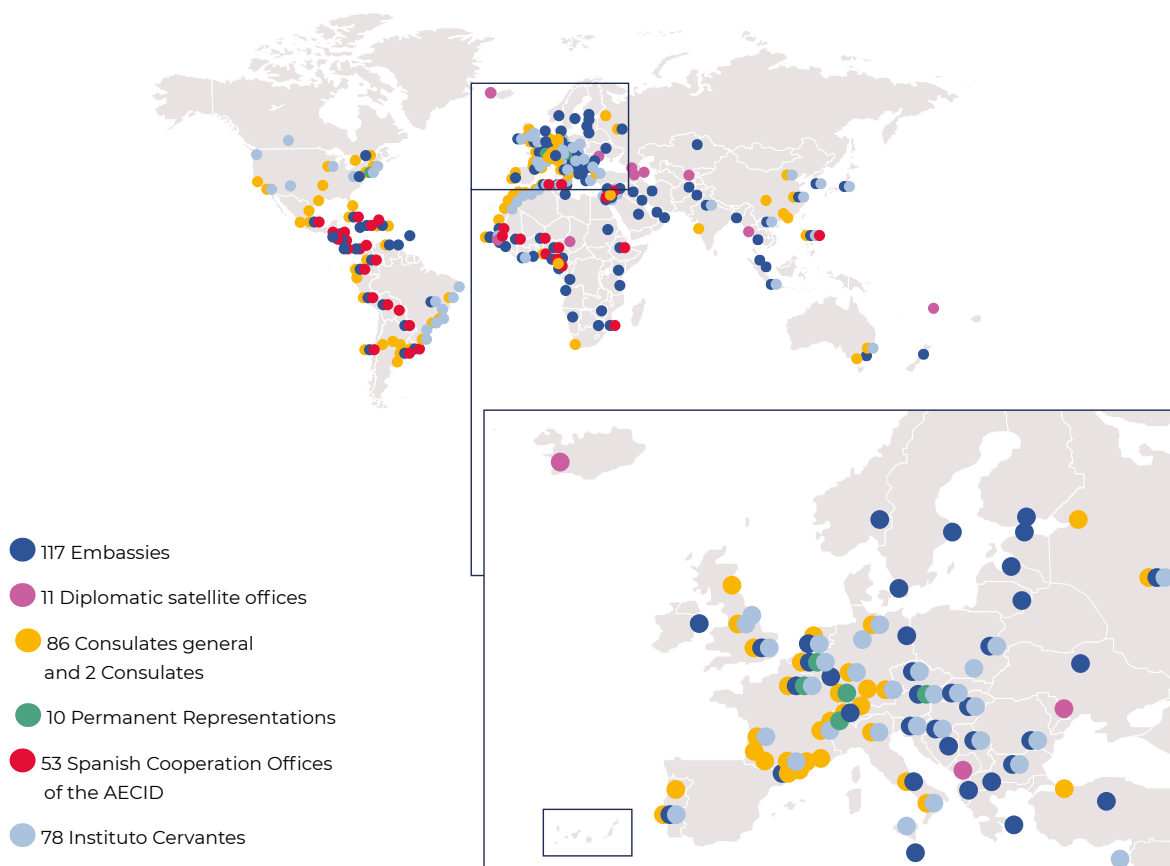 117 Embassies
11 Diplomatic satellite offices
86 Consulates general
and 2 Consulates
10 Permanent Representations
53 Spanish Cooperation Offices
of the AECID
78 Instituto Cervantes